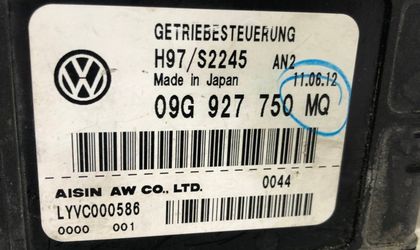 GETRIEBESTEUERUNG
H97/S2245 AN2
Made in Japan 11.06.12
09G 927 750 MQ
AISIN AW CO., LTD. 0044
LYVC000586
0000 001